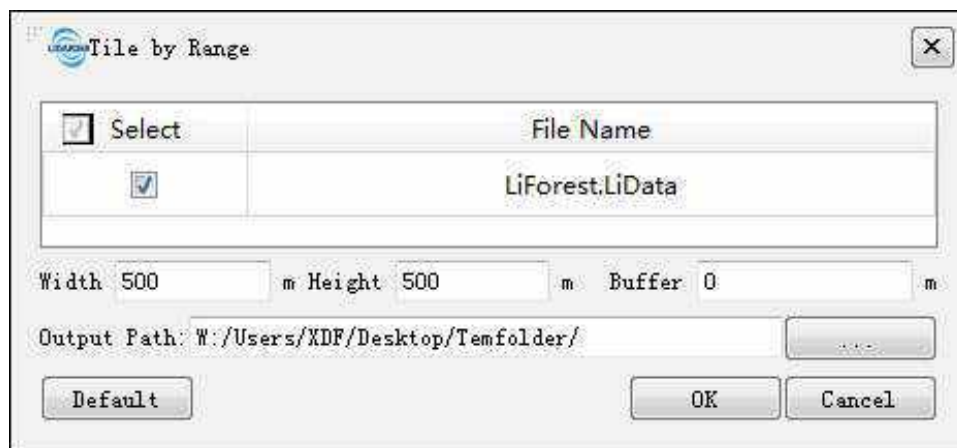 Tile by Range
Select File Name
LiForest.LiData
Width 500 m Height 500 m Buffer 0 m
Output Path: W:/Users/XDF/Desktop/Temfolder/ ...
Default OK Cancel